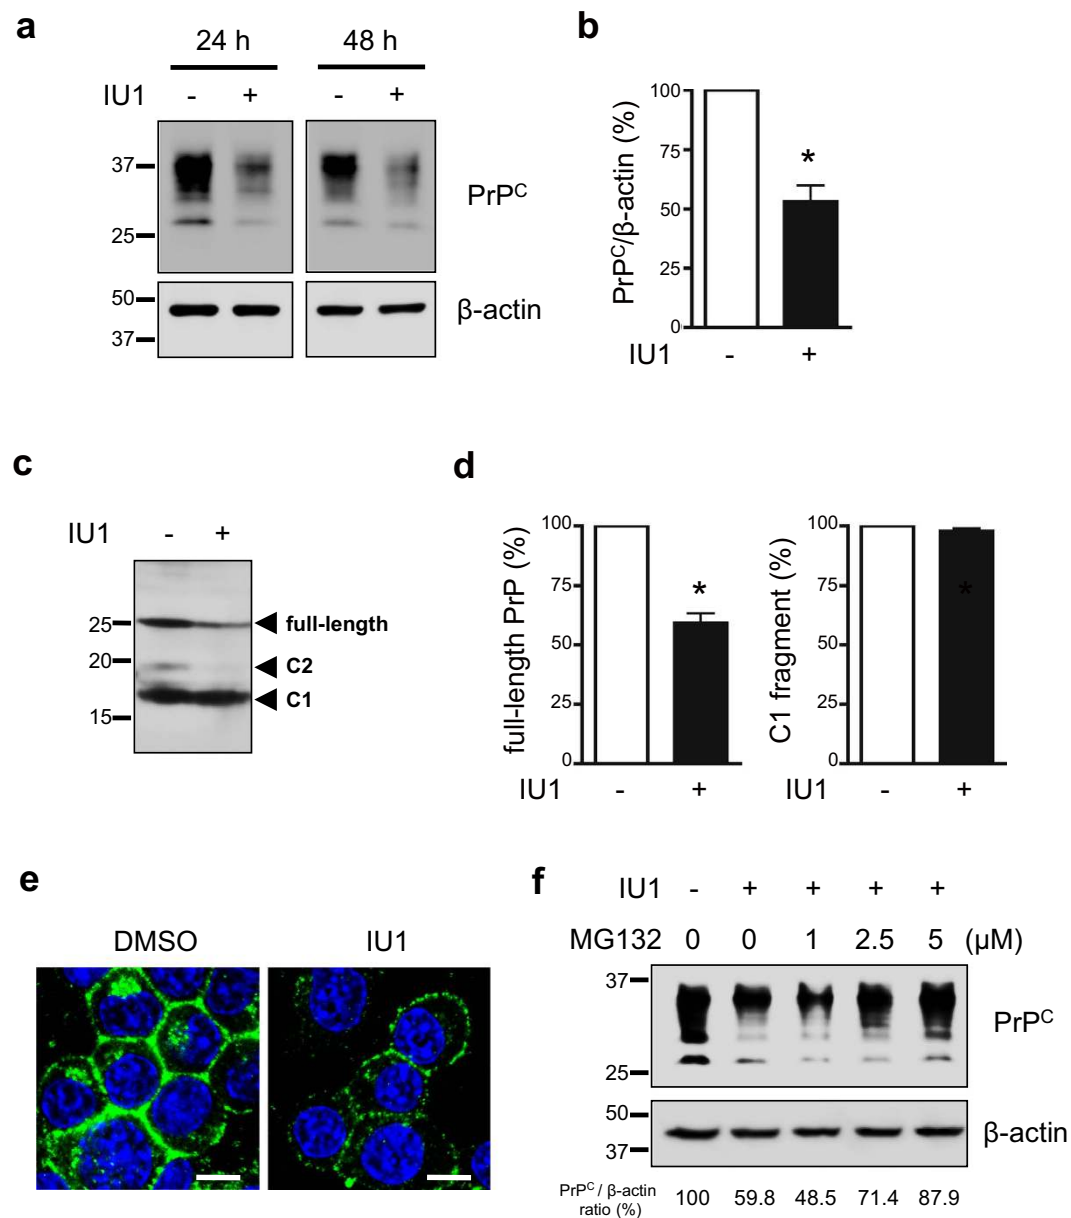 a
24 h 48 h
IU1 - + - +
37
PrPC
25
50
β-actin
37
b
PrPC/β-actin (%)
100
75
*
50
25
0
IU1 - +
c
IU1 - +
25 full-length
20 C2
C1
15
d
full-length PrP (%)
100
75
*
50
25
0
IU1 - +
C1 fragment (%)
100
75
*
50
25
0
IU1 - +
e
DMSO IU1
f
IU1 - + + + +
MG132 0 0 1 2.5 5 (μM)
37
PrPC
25
50
β-actin
37
PrPC / β-actin
ratio (%) 100 59.8 48.5 71.4 87.9